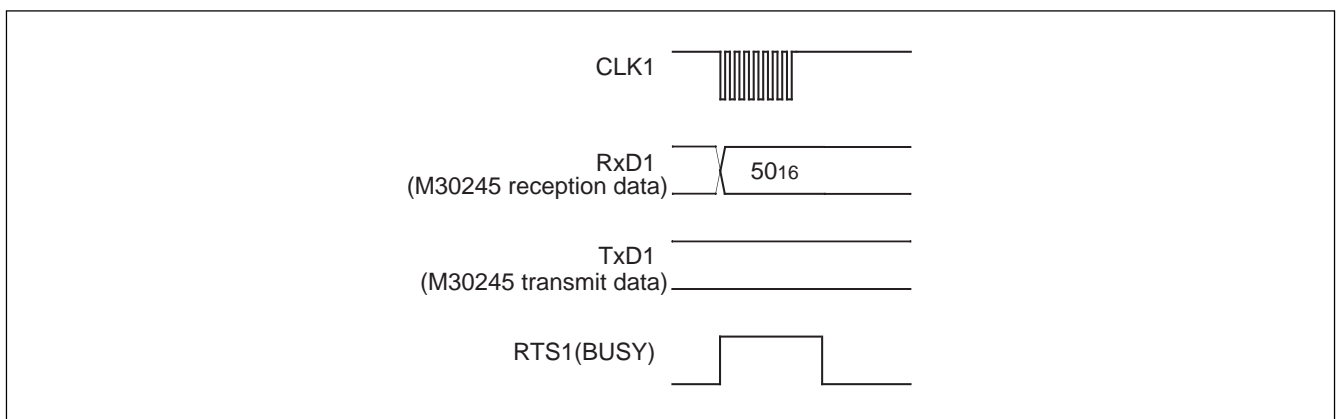 CLK1
RxD1
(M30245 reception data)
5016
TxD1
(M30245 transmit data)
RTS1(BUSY)